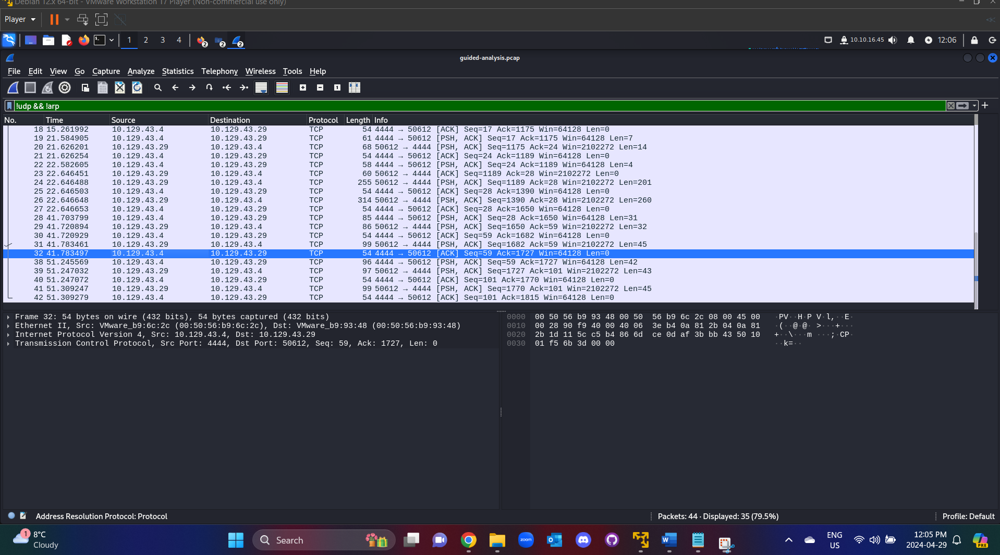 Debian 12.x 64-bit - VMware Workstation 17 Player (Non-commercial use only)
Player
1 2 3 4 2 2 2 10.10.16.45 12:06
guided-analysis.pcap
File Edit View Go Capture Analyze Statistics Telephony Wireless Tools Help
!udp && !arp
No. Time Source Destination Protocol Length Info
18 15.261992 10.129.43.4 10.129.43.29 TCP 54 4444 → 50612 [ACK] Seq=17 Ack=1175 Win=64128 Len=0
19 21.584905 10.129.43.4 10.129.43.29 TCP 61 4444 → 50612 [PSH, ACK] Seq=17 Ack=1175 Win=64128 Len=7
20 21.626201 10.129.43.29 10.129.43.4 TCP 68 50612 → 4444 [PSH, ACK] Seq=1175 Ack=24 Win=2102272 Len=14
21 21.626254 10.129.43.4 10.129.43.29 TCP 54 4444 → 50612 [ACK] Seq=24 Ack=1189 Win=64128 Len=0
22 22.582605 10.129.43.4 10.129.43.29 TCP 58 4444 → 50612 [PSH, ACK] Seq=24 Ack=1189 Win=64128 Len=4
23 22.646451 10.129.43.29 10.129.43.4 TCP 60 50612 → 4444 [ACK] Seq=1189 Ack=28 Win=2102272 Len=0
24 22.646488 10.129.43.29 10.129.43.4 TCP 255 50612 → 4444 [PSH, ACK] Seq=1189 Ack=28 Win=2102272 Len=201
25 22.646503 10.129.43.4 10.129.43.29 TCP 54 4444 → 50612 [ACK] Seq=28 Ack=1390 Win=64128 Len=0
26 22.646648 10.129.43.29 10.129.43.4 TCP 314 50612 → 4444 [PSH, ACK] Seq=1390 Ack=28 Win=2102272 Len=260
27 22.646653 10.129.43.4 10.129.43.29 TCP 54 4444 → 50612 [ACK] Seq=28 Ack=1650 Win=64128 Len=0
28 41.703799 10.129.43.4 10.129.43.29 TCP 85 4444 → 50612 [PSH, ACK] Seq=28 Ack=1650 Win=64128 Len=31
29 41.720894 10.129.43.29 10.129.43.4 TCP 86 50612 → 4444 [PSH, ACK] Seq=1650 Ack=59 Win=2102272 Len=32
30 41.720929 10.129.43.4 10.129.43.29 TCP 54 4444 → 50612 [ACK] Seq=59 Ack=1682 Win=64128 Len=0
31 41.783461 10.129.43.29 10.129.43.4 TCP 99 50612 → 4444 [PSH, ACK] Seq=1682 Ack=59 Win=2102272 Len=45
32 41.783497 10.129.43.4 10.129.43.29 TCP 54 4444 → 50612 [ACK] Seq=59 Ack=1727 Win=64128 Len=0
38 51.245569 10.129.43.4 10.129.43.29 TCP 96 4444 → 50612 [PSH, ACK] Seq=59 Ack=1727 Win=64128 Len=42
39 51.247032 10.129.43.29 10.129.43.4 TCP 97 50612 → 4444 [PSH, ACK] Seq=1727 Ack=101 Win=2102272 Len=43
40 51.247072 10.129.43.4 10.129.43.29 TCP 54 4444 → 50612 [ACK] Seq=101 Ack=1770 Win=64128 Len=0
41 51.309247 10.129.43.29 10.129.43.4 TCP 99 50612 → 4444 [PSH, ACK] Seq=1770 Ack=101 Win=2102272 Len=45
42 51.309279 10.129.43.4 10.129.43.29 TCP 54 4444 → 50612 [ACK] Seq=101 Ack=1815 Win=64128 Len=0
Frame 32: 54 bytes on wire (432 bits), 54 bytes captured (432 bits)
Ethernet II, Src: VMware_b9:6c:2c (00:50:56:b9:6c:2c), Dst: VMware_b9:93:48 (00:50:56:b9:93:48)
Internet Protocol Version 4, Src: 10.129.43.4, Dst: 10.129.43.29
Transmission Control Protocol, Src Port: 4444, Dst Port: 50612, Seq: 59, Ack: 1727, Len: 0
0000 00 50 56 b9 93 48 00 50 56 b9 6c 2c 08 00 45 00 ·PV··H·P V·l,··E·
0010 00 28 90 f9 40 00 40 06 3e b4 0a 81 2b 04 0a 81 ·(··@·@· >···+···
0020 2b 1d 11 5c c5 b4 86 6d ce 0d af 3b bb 43 50 10 +··\···m ···;·CP·
0030 01 f5 6b 3d 00 00 ··k=··
Address Resolution Protocol: Protocol Packets: 44 · Displayed: 35 (79.5%) Profile: Default
1 8°C
Cloudy
Search
zoom
ENG
US
12:05 PM
2024-04-29
PRE